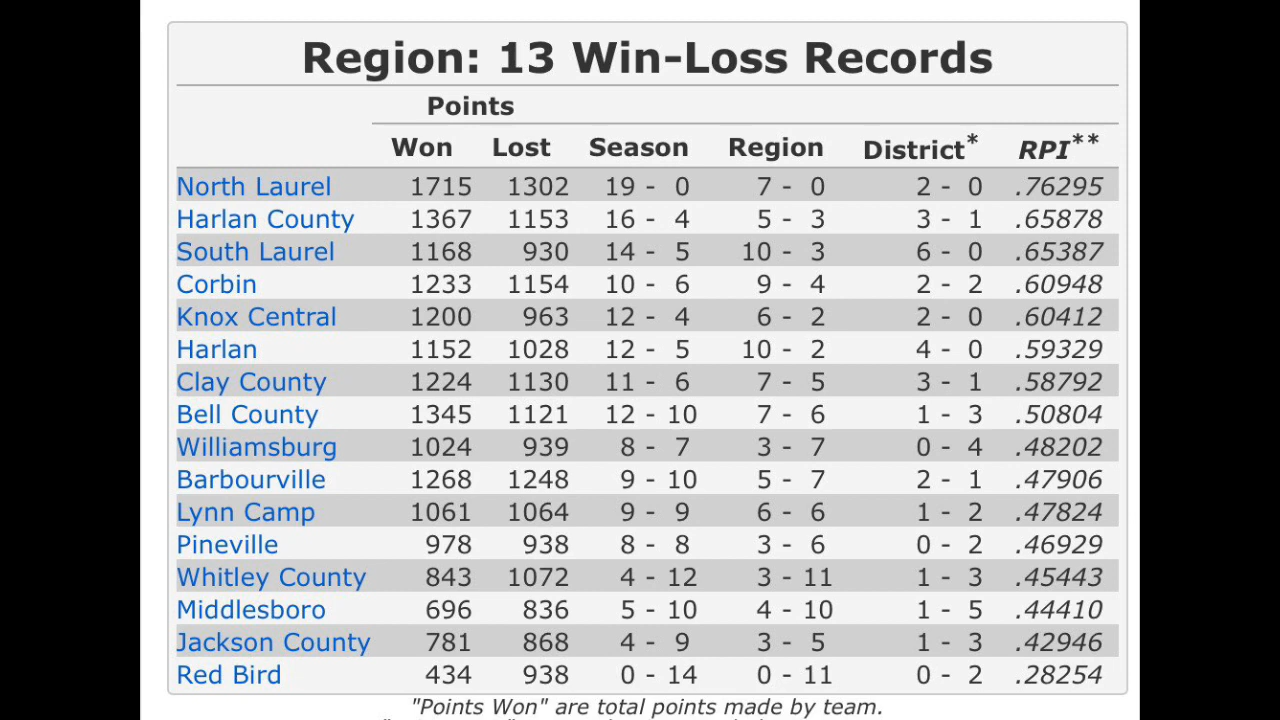 Region: 13 Win-Loss Records
Points
Won Lost Season Region District* RPI**
North Laurel 1715 1302 19 - 0 7 - 0 2 - 0 .76295
Harlan County 1367 1153 16 - 4 5 - 3 3 - 1 .65878
South Laurel 1168 930 14 - 5 10 - 3 6 - 0 .65387
Corbin 1233 1154 10 - 6 9 - 4 2 - 2 .60948
Knox Central 1200 963 12 - 4 6 - 2 2 - 0 .60412
Harlan 1152 1028 12 - 5 10 - 2 4 - 0 .59329
Clay County 1224 1130 11 - 6 7 - 5 3 - 1 .58792
Bell County 1345 1121 12 - 10 7 - 6 1 - 3 .50804
Williamsburg 1024 939 8 - 7 3 - 7 0 - 4 .48202
Barbourville 1268 1248 9 - 10 5 - 7 2 - 1 .47906
Lynn Camp 1061 1064 9 - 9 6 - 6 1 - 2 .47824
Pineville 978 938 8 - 8 3 - 6 0 - 2 .46929
Whitley County 843 1072 4 - 12 3 - 11 1 - 3 .45443
Middlesboro 696 836 5 - 10 4 - 10 1 - 5 .44410
Jackson County 781 868 4 - 9 3 - 5 1 - 3 .42946
Red Bird 434 938 0 - 14 0 - 11 0 - 2 .28254
"Points Won" are total points made by team.